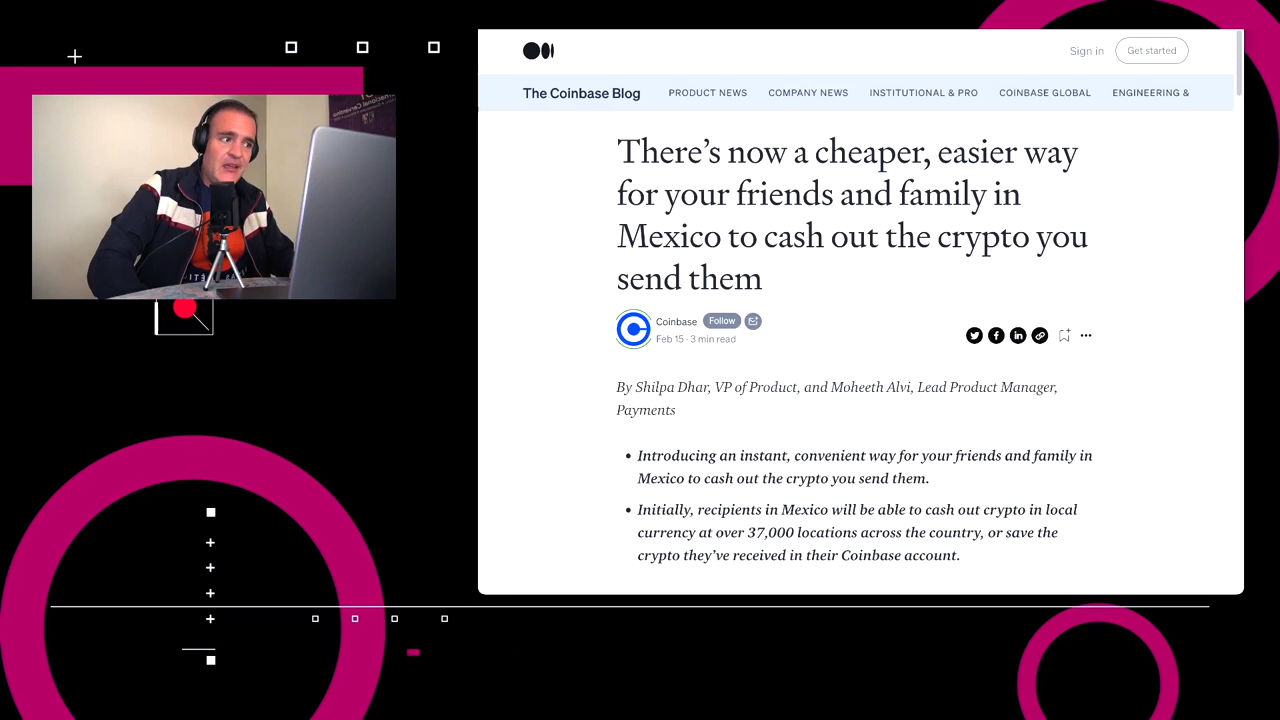 Sign in
Get started
The Coinbase Blog
PRODUCT NEWS
COMPANY NEWS
INSTITUTIONAL & PRO
COINBASE GLOBAL
ENGINEERING &
There’s now a cheaper, easier way
for your friends and family in
Mexico to cash out the crypto you
send them
Coinbase
Follow
Feb 15 · 3 min read
By Shilpa Dhar, VP of Product, and Moheeth Alvi, Lead Product Manager,
Payments
• Introducing an instant, convenient way for your friends and family in
Mexico to cash out the crypto you send them.
• Initially, recipients in Mexico will be able to cash out crypto in local
currency at over 37,000 locations across the country, or save the
crypto they’ve received in their Coinbase account.